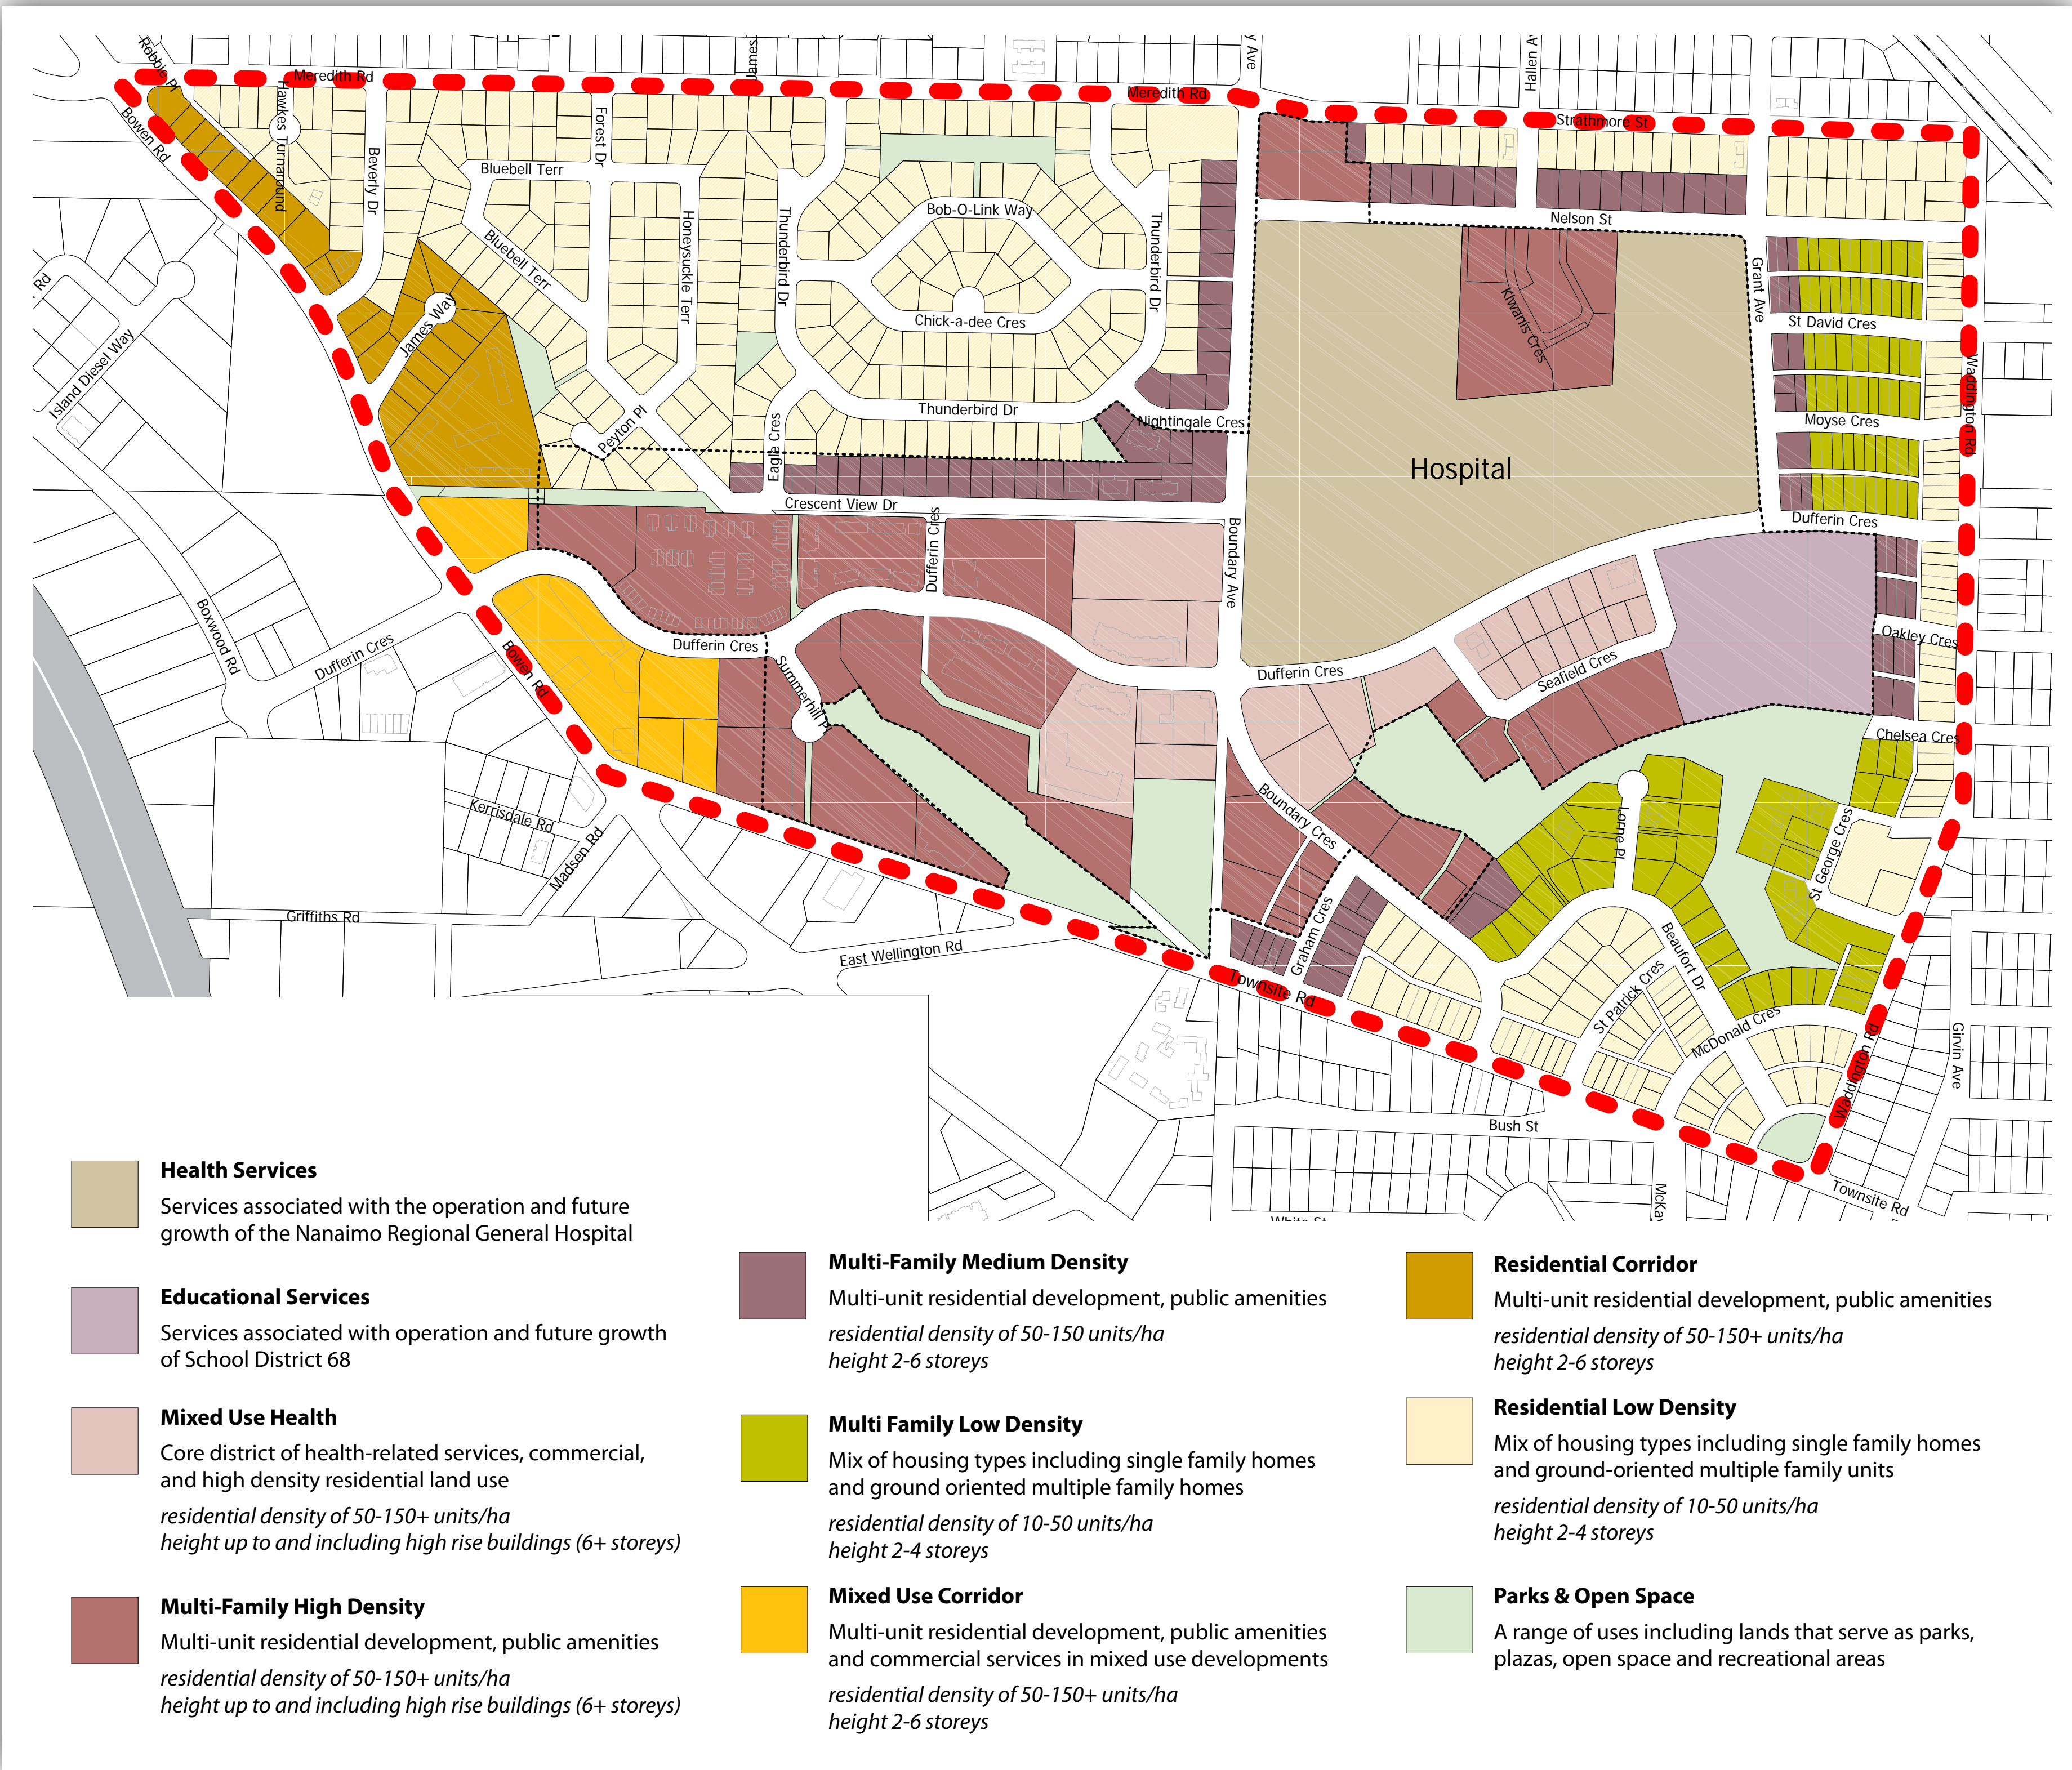 Robbie Pl
Meredith Rd
James
y Ave
Hallen A
Meredith Rd
Strathmore St
Bowen Rd
Hawkes Turnaround
Beverly Dr
Forest Dr
Bluebell Terr
Bluebell Terr
Honeysuckle Terr
Thunderbird Dr
Bob-O-Link Way
Thunderbird Dr
Chick-a-dee Cres
Thunderbird Dr
Nelson St
Kiwanis Cres
Grant Ave
St David Cres
Waddington Rd
Moyse Cres
Dufferin Cres
Rd
Island Diesel Way
James Way
Peyton Pl
Eagle Cres
Nightingale Cres
Hospital
Crescent View Dr
Dufferin Cres
Boundary Ave
Boxwood Rd
Dufferin Cres
Bowen Rd
Dufferin Cres
Summerhill Pl
Dufferin Cres
Seafield Cres
Oakley Cres
Chelsea Cres
Boundary Cres
Lorne Pl
St George Cres
Kerrisdale Rd
Madsen Rd
Griffiths Rd
East Wellington Rd
Graham Cres
Townsite Rd
Beaufort Dr
St Patrick Cres
McDonald Cres
Waddington Rd
Girvin Ave
Bush St
Townsite Rd
McKa
White St
Health Services
Services associated with the operation and future
growth of the Nanaimo Regional General Hospital
Educational Services
Services associated with operation and future growth
of School District 68
Mixed Use Health
Core district of health-related services, commercial,
and high density residential land use
residential density of 50-150+ units/ha
height up to and including high rise buildings (6+ storeys)
Multi-Family High Density
Multi-unit residential development, public amenities
residential density of 50-150+ units/ha
height up to and including high rise buildings (6+ storeys)
Multi-Family Medium Density
Multi-unit residential development, public amenities
residential density of 50-150 units/ha
height 2-6 storeys
Multi Family Low Density
Mix of housing types including single family homes
and ground oriented multiple family homes
residential density of 10-50 units/ha
height 2-4 storeys
Mixed Use Corridor
Multi-unit residential development, public amenities
and commercial services in mixed use developments
residential density of 50-150+ units/ha
height 2-6 storeys
Residential Corridor
Multi-unit residential development, public amenities
residential density of 50-150+ units/ha
height 2-6 storeys
Residential Low Density
Mix of housing types including single family homes
and ground-oriented multiple family units
residential density of 10-50 units/ha
height 2-4 storeys
Parks & Open Space
A range of uses including lands that serve as parks,
plazas, open space and recreational areas